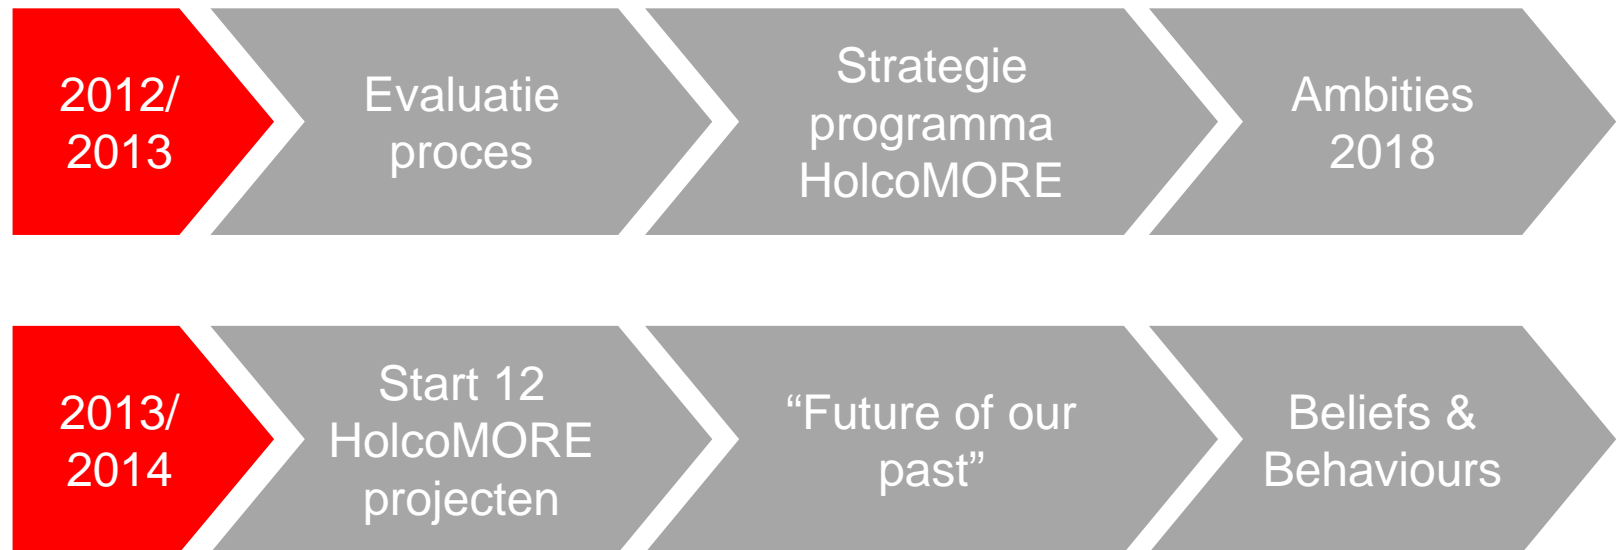 2012/
2013
Evaluatie
proces
Strategie
programma
HolcoMORE
Ambities
2018
2013/
2014
Start 12
HolcoMORE
projecten
“Future of our
past”
Beliefs &
Behaviours